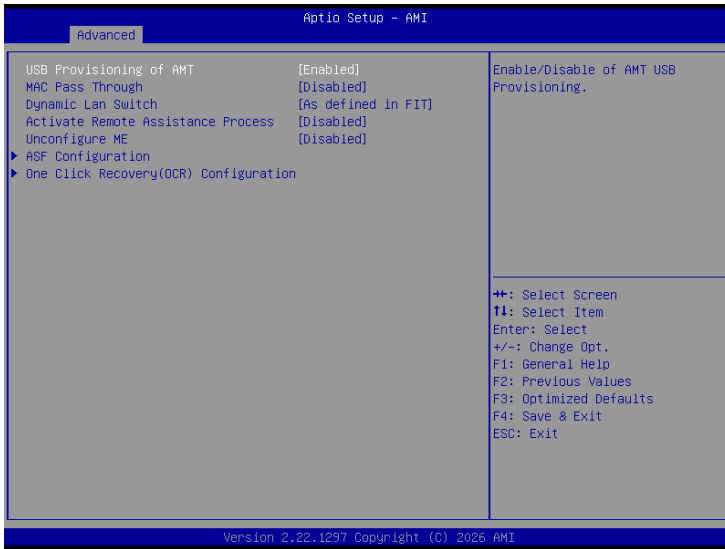 Aptio Setup - AMI
Advanced
USB Provisioning of AMT [Enabled]
MAC Pass Through [Disabled]
Dynamic Lan Switch [As defined in FIT]
Activate Remote Assistance Process [Disabled]
Unconfigure ME [Disabled]
ASF Configuration
One Click Recovery(OCR) Configuration
Enable/Disable of AMT USB
Provisioning.
→←: Select Screen
↑↓: Select Item
Enter: Select
+/-: Change Opt.
F1: General Help
F2: Previous Values
F3: Optimized Defaults
F4: Save & Exit
ESC: Exit
Version 2.22.1297 Copyright (C) 2026 AMI